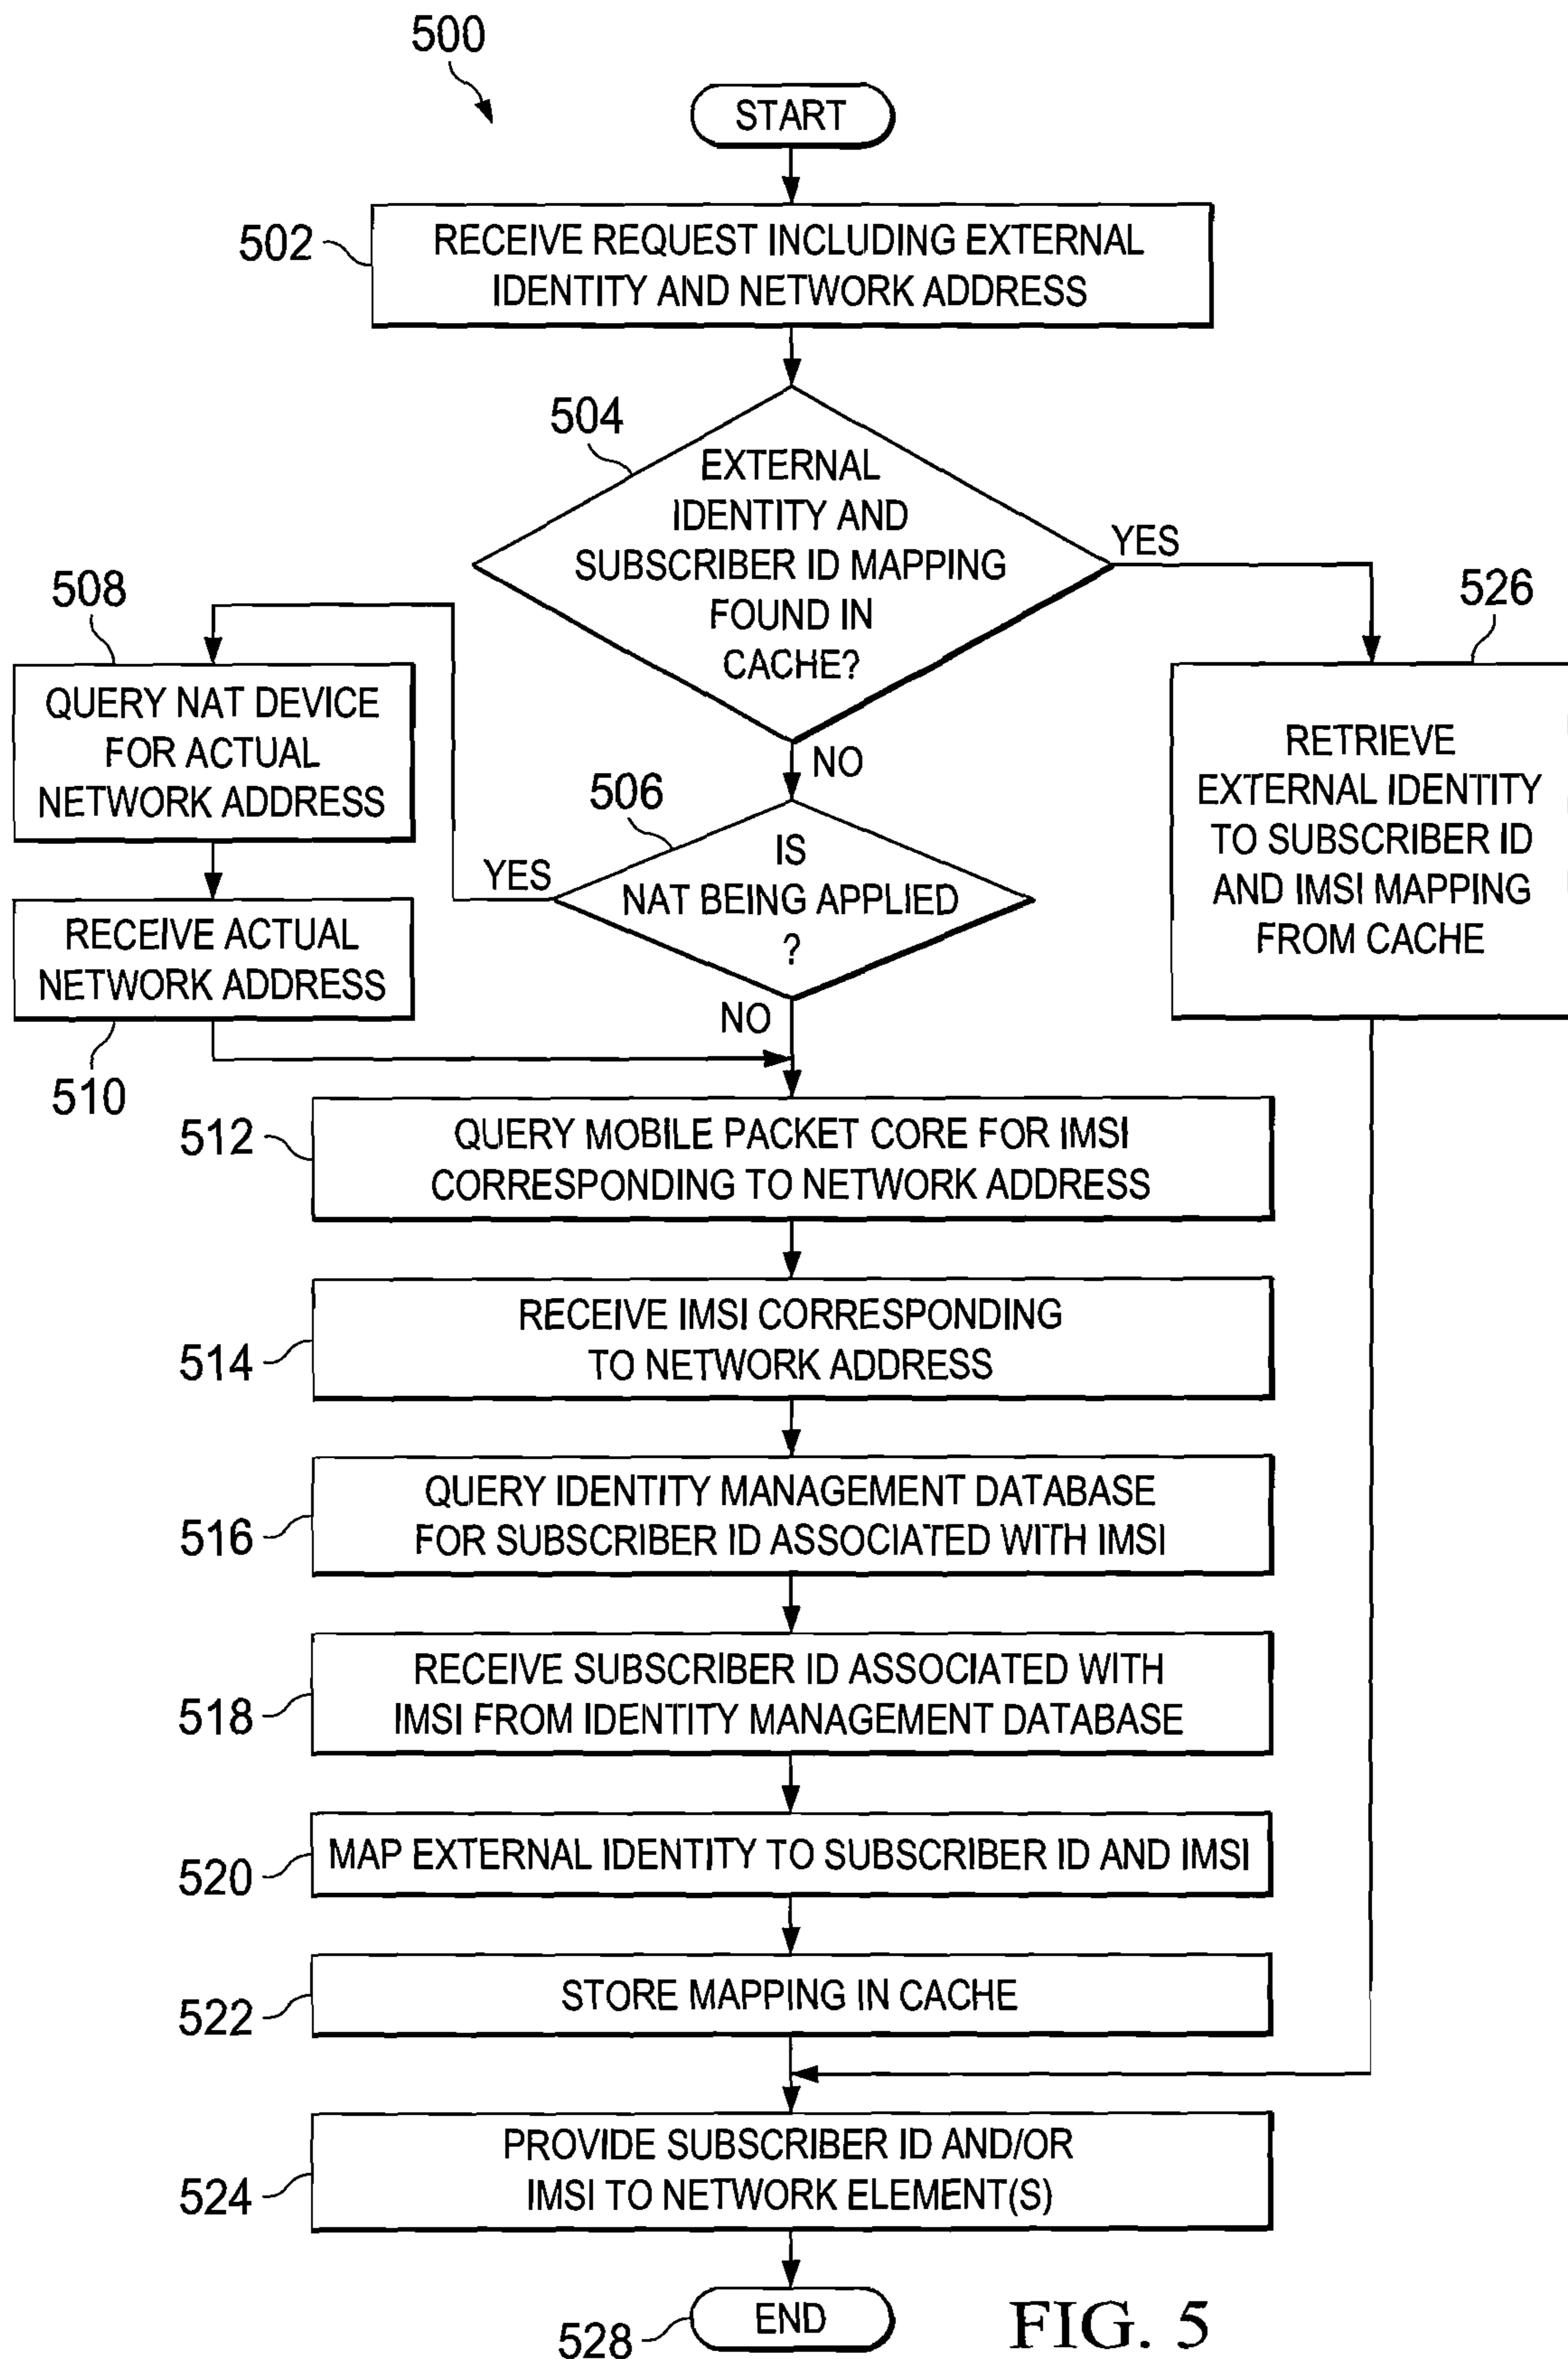 500
START
502
RECEIVE REQUEST INCLUDING EXTERNAL
IDENTITY AND NETWORK ADDRESS
504
EXTERNAL
IDENTITY AND
SUBSCRIBER ID MAPPING
FOUND IN
CACHE?
YES
NO
526
RETRIEVE
EXTERNAL IDENTITY
TO SUBSCRIBER ID
AND IMSI MAPPING
FROM CACHE
506
IS
NAT BEING APPLIED
?
YES
NO
508
QUERY NAT DEVICE
FOR ACTUAL
NETWORK ADDRESS
RECEIVE ACTUAL
NETWORK ADDRESS
510
512
QUERY MOBILE PACKET CORE FOR IMSI
CORRESPONDING TO NETWORK ADDRESS
514
RECEIVE IMSI CORRESPONDING
TO NETWORK ADDRESS
516
QUERY IDENTITY MANAGEMENT DATABASE
FOR SUBSCRIBER ID ASSOCIATED WITH IMSI
518
RECEIVE SUBSCRIBER ID ASSOCIATED WITH
IMSI FROM IDENTITY MANAGEMENT DATABASE
520
MAP EXTERNAL IDENTITY TO SUBSCRIBER ID AND IMSI
522
STORE MAPPING IN CACHE
524
PROVIDE SUBSCRIBER ID AND/OR
IMSI TO NETWORK ELEMENT(S)
528
END
FIG. 5